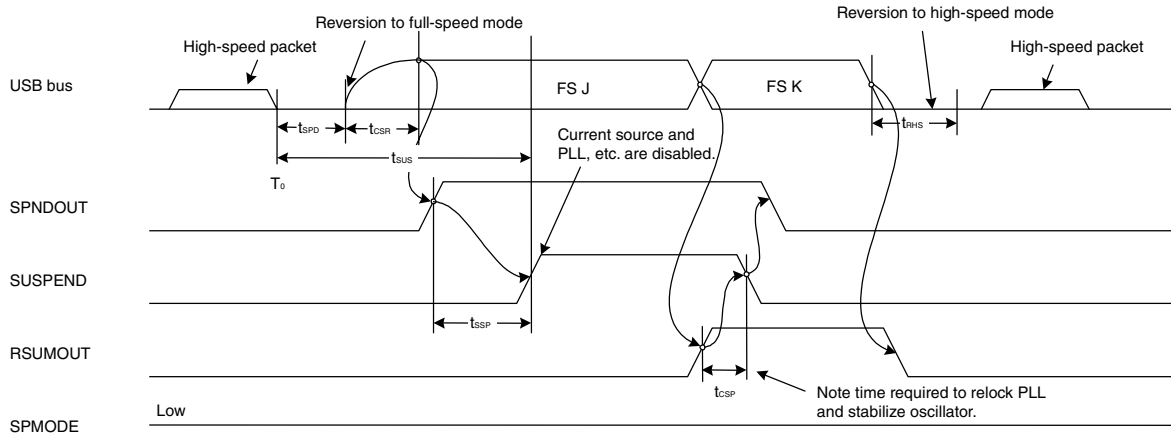 Reversion to full-speed mode
Reversion to high-speed mode
High-speed packet
High-speed packet
USB bus
FS J
FS K
tSPD
tCSR
tRHS
Current source and
PLL, etc. are disabled.
tSUS
T0
SPNDOUT
SUSPEND
tSSP
RSUMOUT
tCSP
Note time required to relock PLL
and stabilize oscillator.
Low
SPMODE